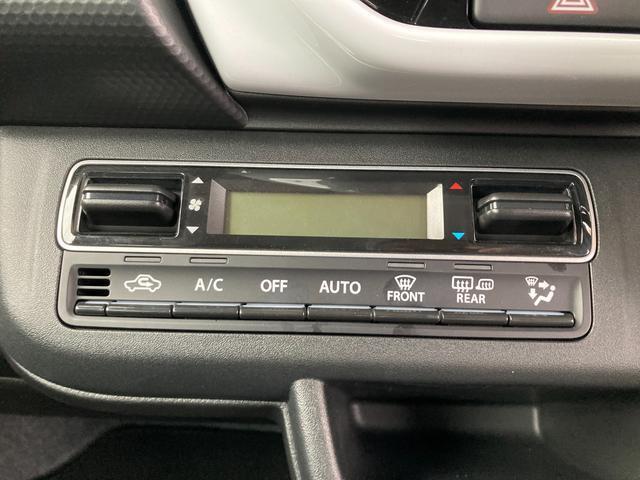 A/C OFF AUTO FRONT REAR